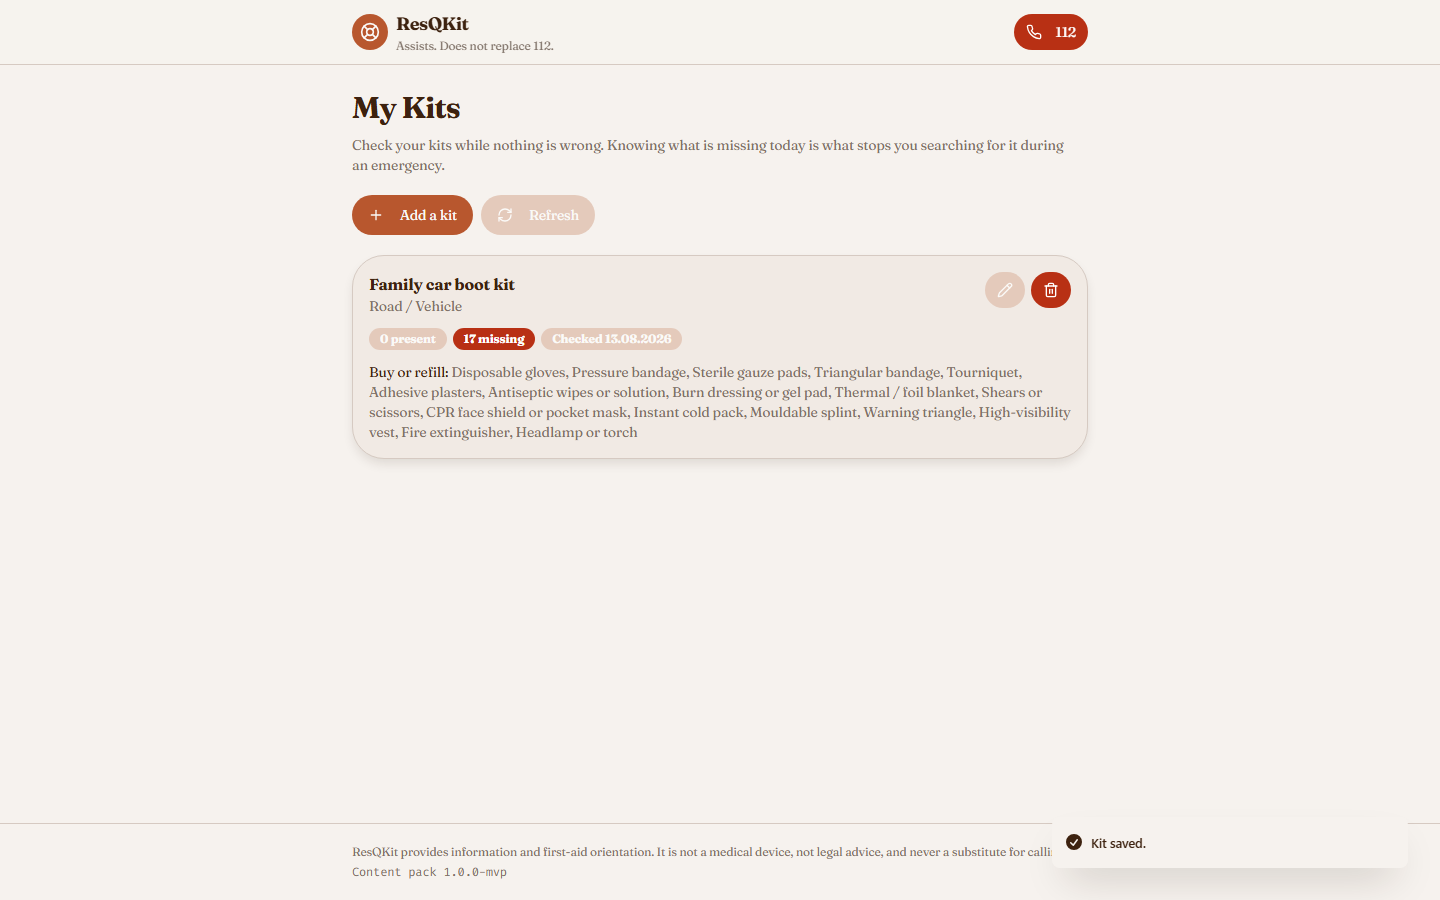 ResQKit
Assists. Does not replace 112.
112
My Kits
Check your kits while nothing is wrong. Knowing what is missing today is what stops you searching for it during
an emergency.
Add a kit
Refresh
Family car boot kit
Road / Vehicle
0 present
17 missing
Checked 13.08.2026
Buy or refill: Disposable gloves, Pressure bandage, Sterile gauze pads, Triangular bandage, Tourniquet,
Adhesive plasters, Antiseptic wipes or solution, Burn dressing or gel pad, Thermal / foil blanket, Shears or
scissors, CPR face shield or pocket mask, Instant cold pack, Mouldable splint, Warning triangle, High-visibility
vest, Fire extinguisher, Headlamp or torch
ResQKit provides information and first-aid orientation. It is not a medical device, not legal advice, and never a substitute for
Content pack 1.0.0-mvp
Kit saved.